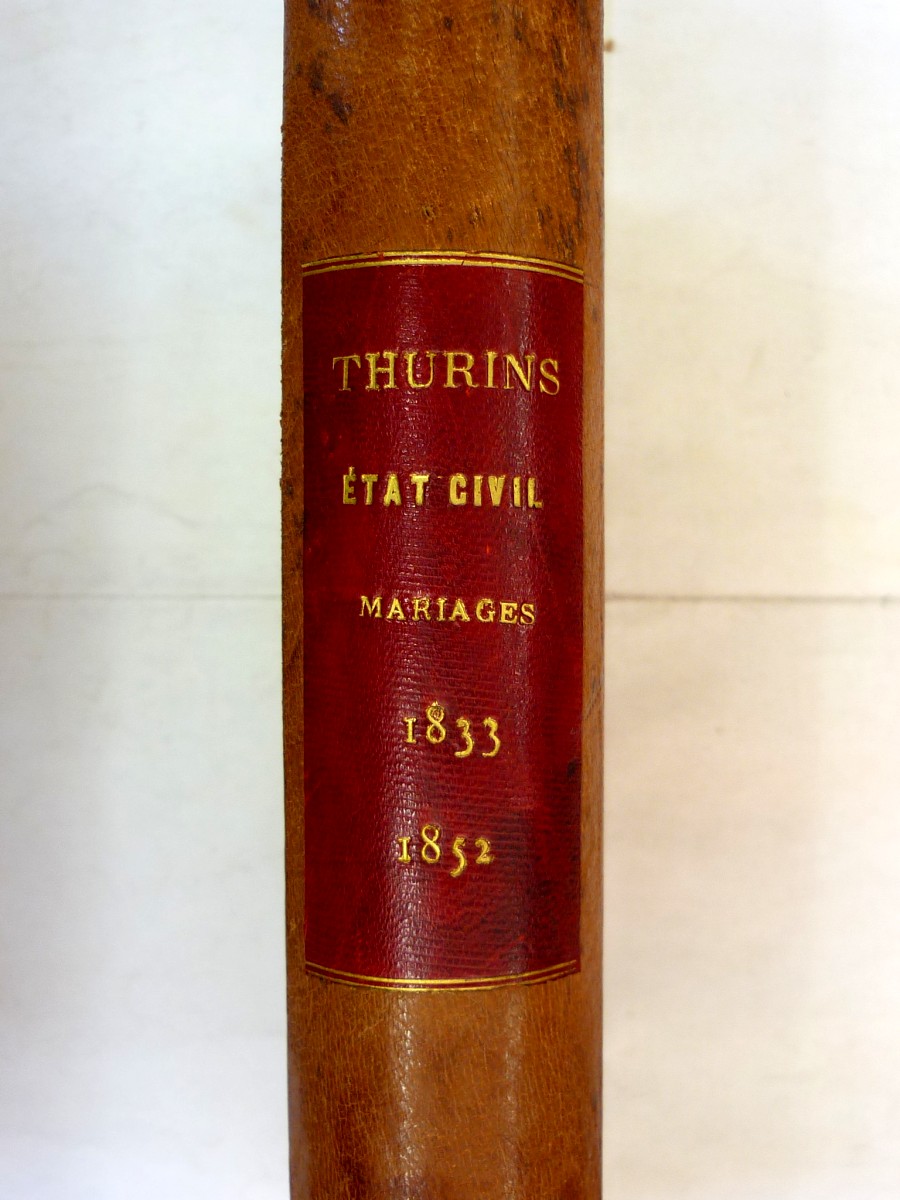 THURINS
ÉTAT CIVIL
MARIAGES
1833
1852